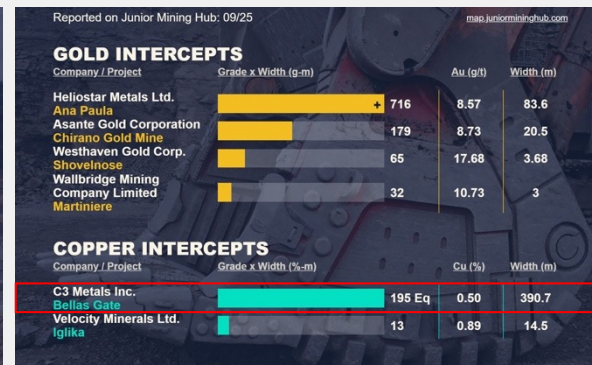 Reported on Junior Mining Hub: 09/25 map.juniormininghub.com
GOLD INTERCEPTS
Company / Project Grade x Width (g-m) Au (g/t) Width (m)
Heliostar Metals Ltd.
Ana Paula + 716 8.57 83.6
Asante Gold Corporation
Chirano Gold Mine 179 8.73 20.5
Westhaven Gold Corp.
Shovelnose 65 17.68 3.68
Wallbridge Mining
Company Limited 32 10.73 3
Martiniere
COPPER INTERCEPTS
Company / Project Grade x Width (%-m) Cu (%) Width (m)
C3 Metals Inc.
Bellas Gate 195 Eq 0.50 390.7
Velocity Minerals Ltd.
Iglika 13 0.89 14.5